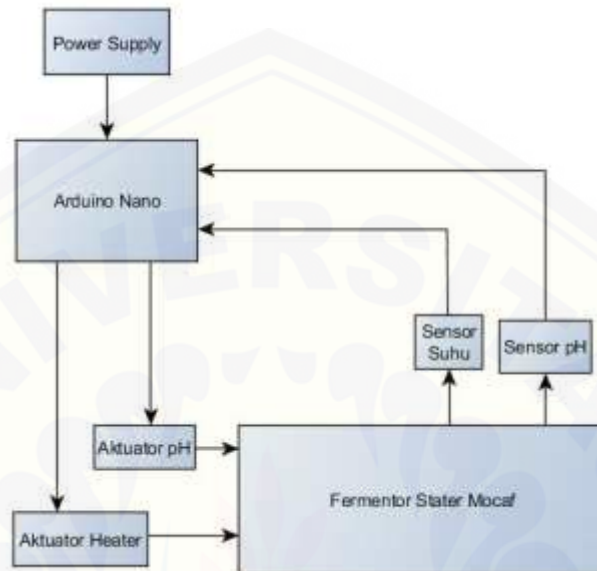 Power Supply
Arduino Nano
Sensor
Suhu
Sensor pH
Aktuator pH
Fermentor Stater Mocaf
Aktuator Heater